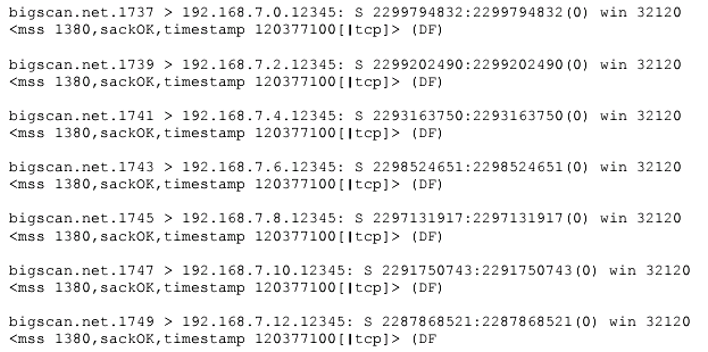 bigscan.net.1737 > 192.168.7.0.12345: S 2299794832:2299794832(0) win 32120
<mss 1380,sackOK,timestamp 120377100[|tcp]> (DF)
bigscan.net.1739 > 192.168.7.2.12345: S 2299202490:2299202490(0) win 32120
<mss 1380,sackOK,timestamp 120377100[|tcp]> (DF)
bigscan.net.1741 > 192.168.7.4.12345: S 2293163750:2293163750(0) win 32120
<mss 1380,sackOK,timestamp 120377100[|tcp]> (DF)
bigscan.net.1743 > 192.168.7.6.12345: S 2298524651:2298524651(0) win 32120
<mss 1380,sackOK,timestamp 120377100[|tcp]> (DF)
bigscan.net.1745 > 192.168.7.8.12345: S 2297131917:2297131917(0) win 32120
<mss 1380,sackOK,timestamp 120377100[|tcp]> (DF)
bigscan.net.1747 > 192.168.7.10.12345: S 2291750743:2291750743(0) win 32120
<mss 1380,sackOK,timestamp 120377100[|tcp]> (DF)
bigscan.net.1749 > 192.168.7.12.12345: S 2287868521:2287868521(0) win 32120
<mss 1380,sackOK,timestamp 120377100[|tcp]> (DF